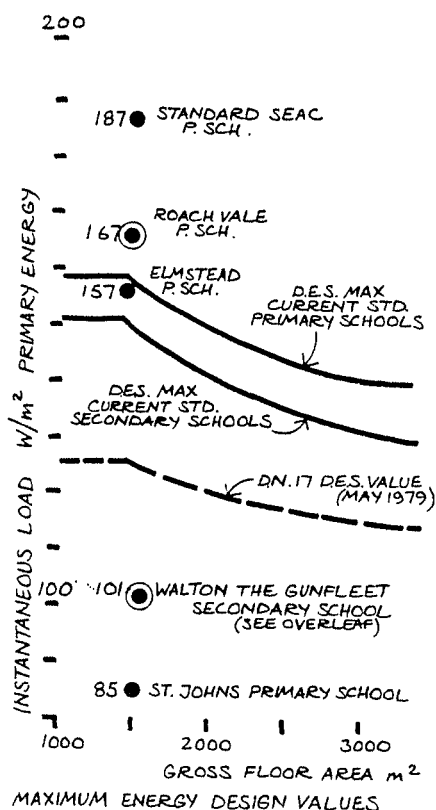 200
187 STANDARD SEAC
P. SCH.
167 ROACH VALE
P. SCH.
ELMSTEAD
157 P. SCH.
D.E.S. MAX
CURRENT STD.
PRIMARY SCHOOLS
D.E.S. MAX
CURRENT STD.
SECONDARY SCHOOLS
D.N.17 D.E.S. VALUE
(MAY 1979)
100 101 WALTON THE GUNFLEET
SECONDARY SCHOOL
(SEE OVERLEAF)
85 ST. JOHNS PRIMARY SCHOOL
INSTANTANEOUS LOAD W/m² PRIMARY ENERGY
1000 2000 3000
GROSS FLOOR AREA m²
MAXIMUM ENERGY DESIGN VALUES